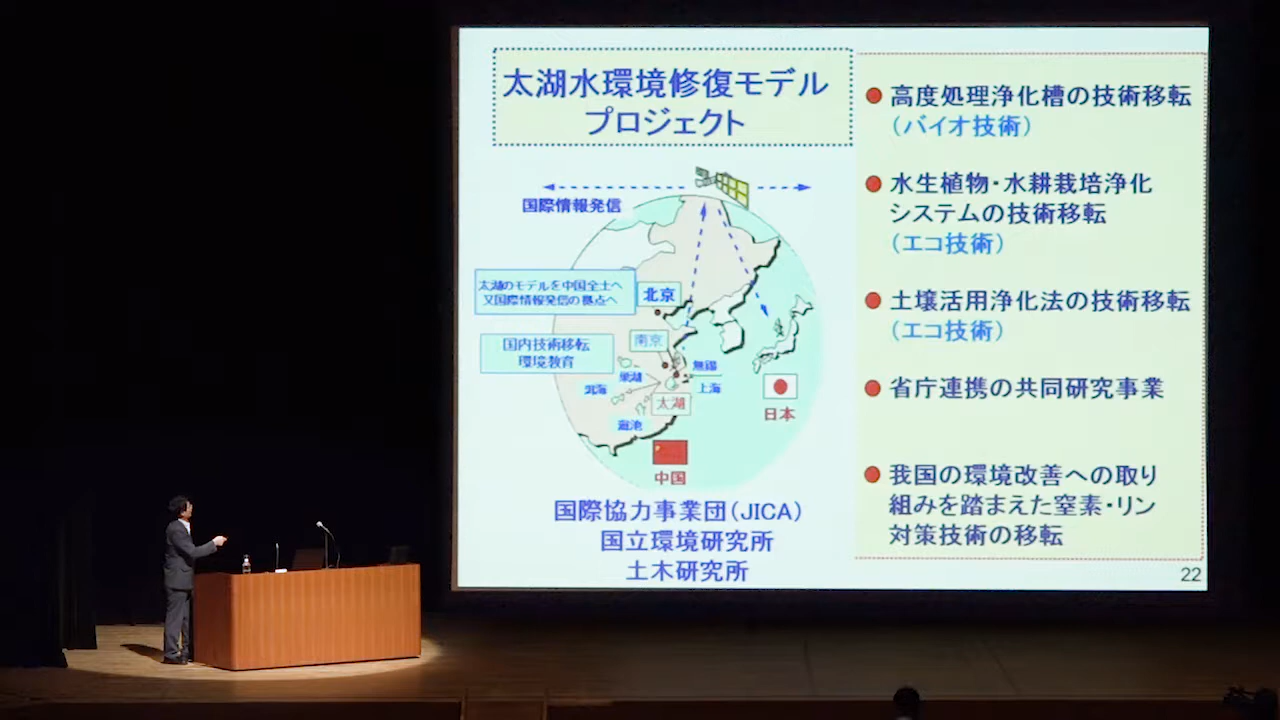 太湖水環境修復モデル
プロジェクト
国際情報発信
太湖のモデルを中国全土へ
又国際情報発信の拠点へ
北京
国内技術移転
環境教育
南京
無錫
巣湖
上海
洱海
太湖
滇池
日本
中国
国際協力事業団(JICA)
国立環境研究所
土木研究所
高度処理浄化槽の技術移転
(バイオ技術)
水生植物・水耕栽培浄化
システムの技術移転
(エコ技術)
土壌活用浄化法の技術移転
(エコ技術)
省庁連携の共同研究事業
我国の環境改善への取り
組みを踏まえた窒素・リン
対策技術の移転
22